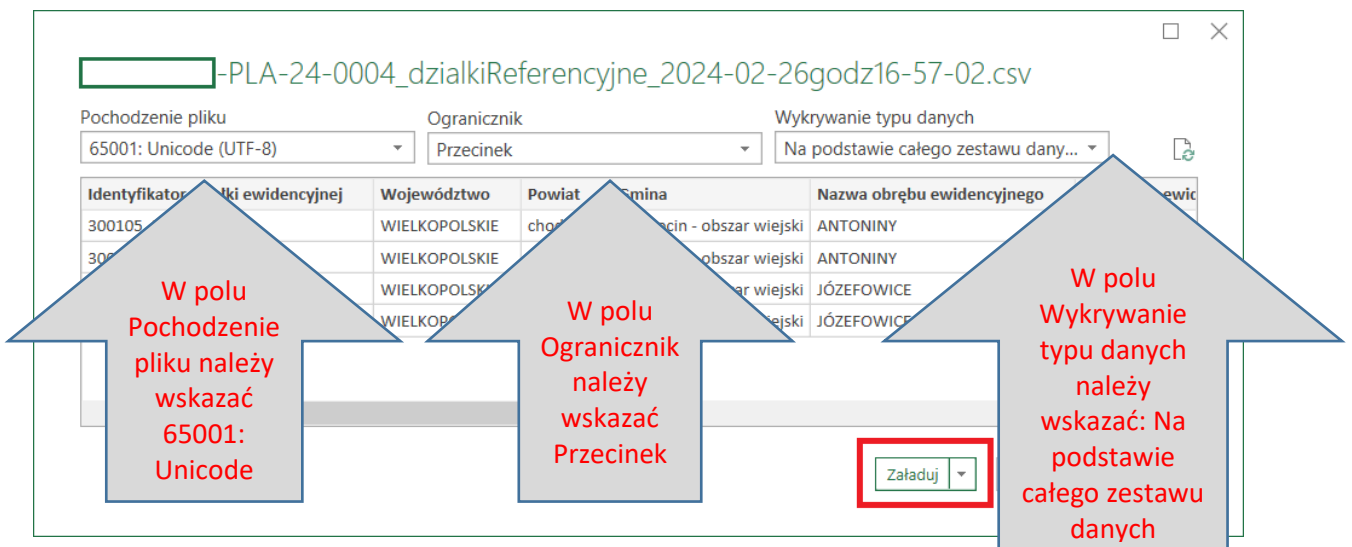 -PLA-24-0004_dzialkiReferencyjne_2024-02-26godz16-57-02.csv
Pochodzenie pliku Ogranicznik Wykrywanie typu danych
65001: Unicode (UTF-8) Przecinek Na podstawie całego zestawu dany...
Identyfikator ewidencyjnej Województwo Powiat Gmina Nazwa obrębu ewidencyjnego
300105 WIELKOPOLSKIE - obszar wiejski ANTONINY
WIELKOPOLSKIE obszar wiejski ANTONINY
wiejski JÓZEFOWICE
JÓZEFOWICE
W polu
Pochodzenie
pliku należy
wskazać
65001:
Unicode
W polu
Ogranicznik
należy
wskazać
Przecinek
W polu
Wykrywanie
typu danych
należy
wskazać: Na
podstawie
całego zestawu
danych
Załaduj